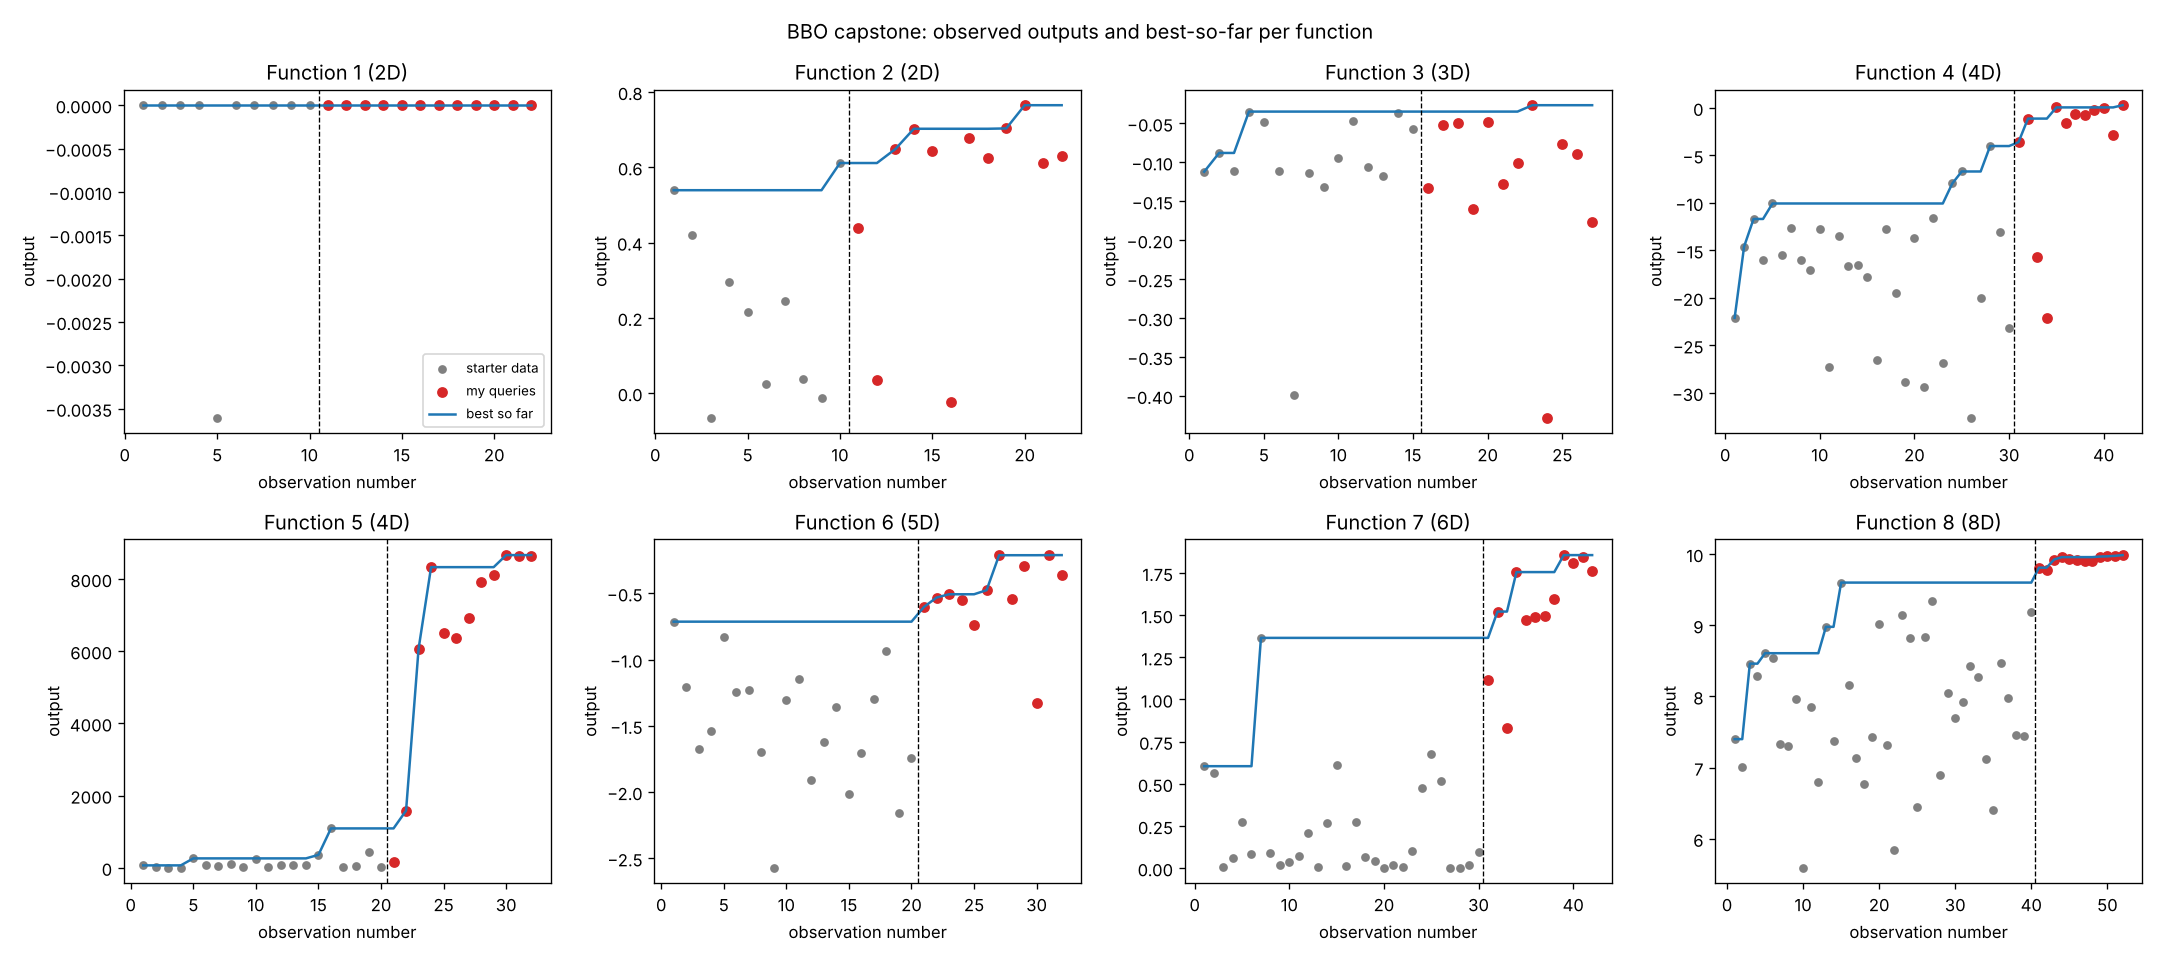 BBO capstone: observed outputs and best-so-far per function
Function 1 (2D)
0.0000
−0.0005
−0.0010
−0.0015
−0.0020
−0.0025
−0.0030
−0.0035
output
0 5 10 15 20
observation number
starter data
my queries
best so far
Function 2 (2D)
0.8
0.6
0.4
0.2
0.0
output
0 5 10 15 20
observation number
Function 3 (3D)
−0.05
−0.10
−0.15
−0.20
−0.25
−0.30
−0.35
−0.40
output
0 5 10 15 20 25
observation number
Function 4 (4D)
0
−5
−10
−15
−20
−25
−30
output
0 10 20 30 40
observation number
Function 5 (4D)
8000
6000
4000
2000
0
output
0 5 10 15 20 25 30
observation number
Function 6 (5D)
−0.5
−1.0
−1.5
−2.0
−2.5
output
0 5 10 15 20 25 30
observation number
Function 7 (6D)
1.75
1.50
1.25
1.00
0.75
0.50
0.25
0.00
output
0 10 20 30 40
observation number
Function 8 (8D)
10
9
8
7
6
output
0 10 20 30 40 50
observation number